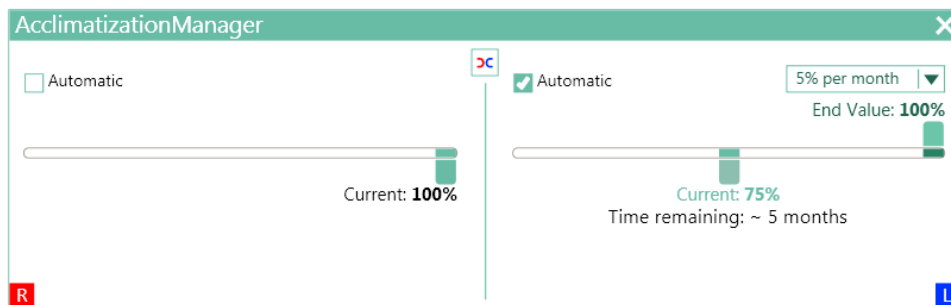 AcclimatizationManager
Automatic
Current: 100%
R
Automatic
5% per month
End Value: 100%
Current: 75%
Time remaining: ~ 5 months
L